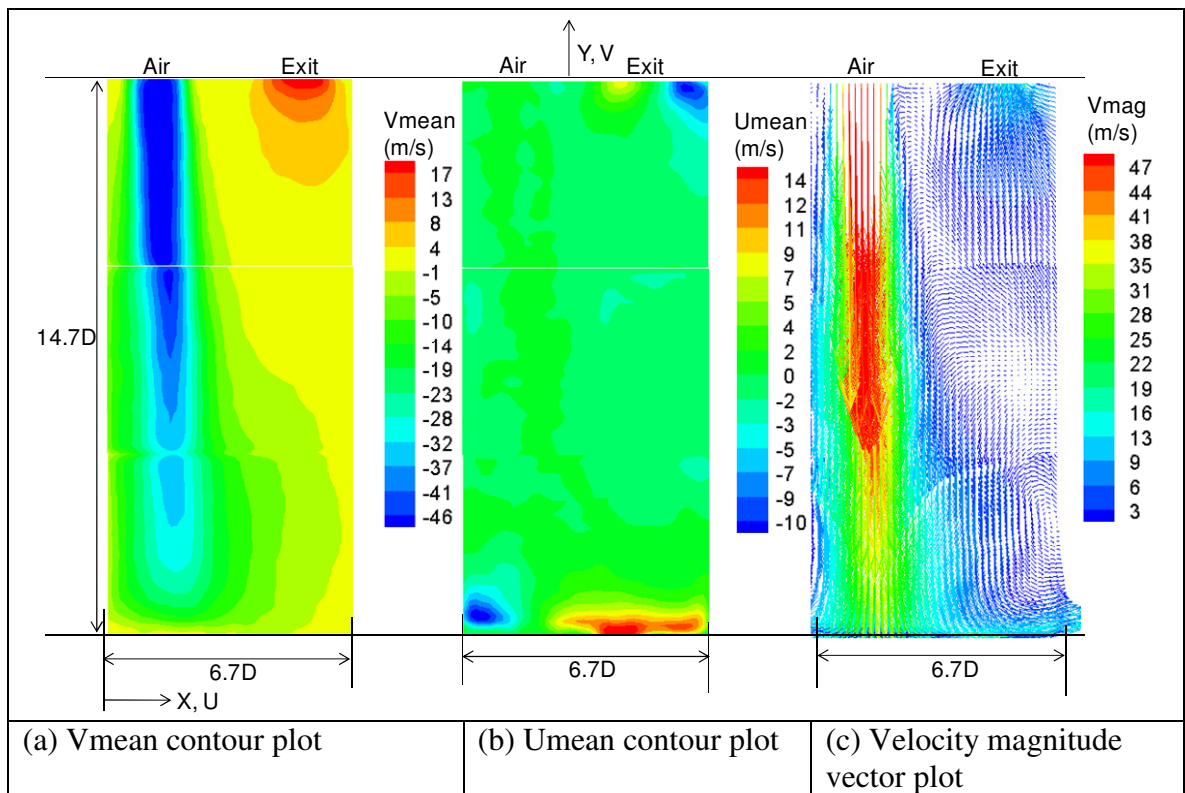 Y, V
Air Exit
Air Exit
Air Exit
Vmean
(m/s)
17
13
8
4
-1
-5
-10
-14
-19
-23
-28
-32
-37
-41
-46
Umean
(m/s)
14
12
11
9
7
5
4
2
0
-2
-3
-5
-7
-9
-10
Vmag
(m/s)
47
44
41
38
35
31
28
25
22
19
16
13
9
6
3
14.7D
6.7D
6.7D
6.7D
X, U
(a) Vmean contour plot
(b) Umean contour plot
(c) Velocity magnitude
vector plot